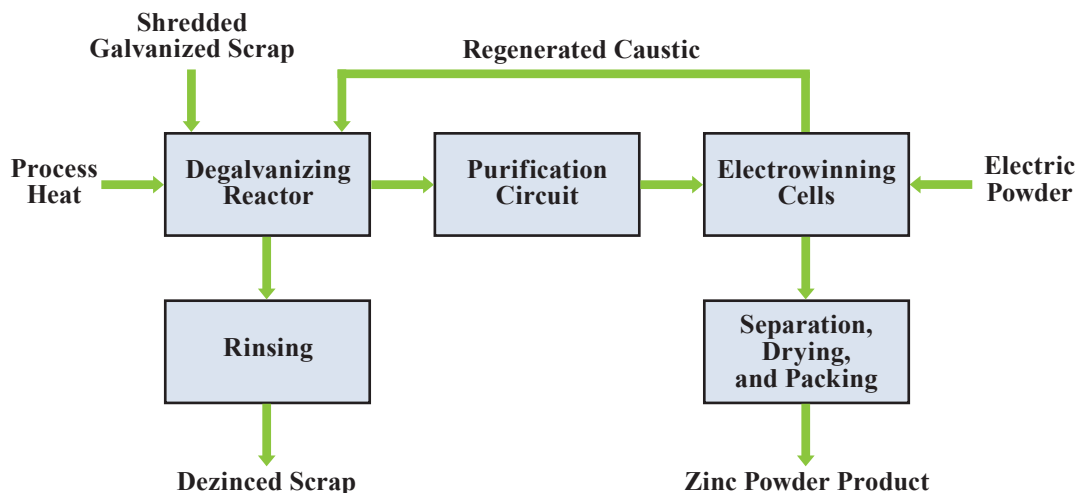 Shredded
Galvanized Scrap
Regenerated Caustic
Process
Heat
Degalvanizing
Reactor
Purification
Circuit
Electrowinning
Cells
Electric
Powder
Rinsing
Separation,
Drying,
and Packing
Dezinced Scrap
Zinc Powder Product